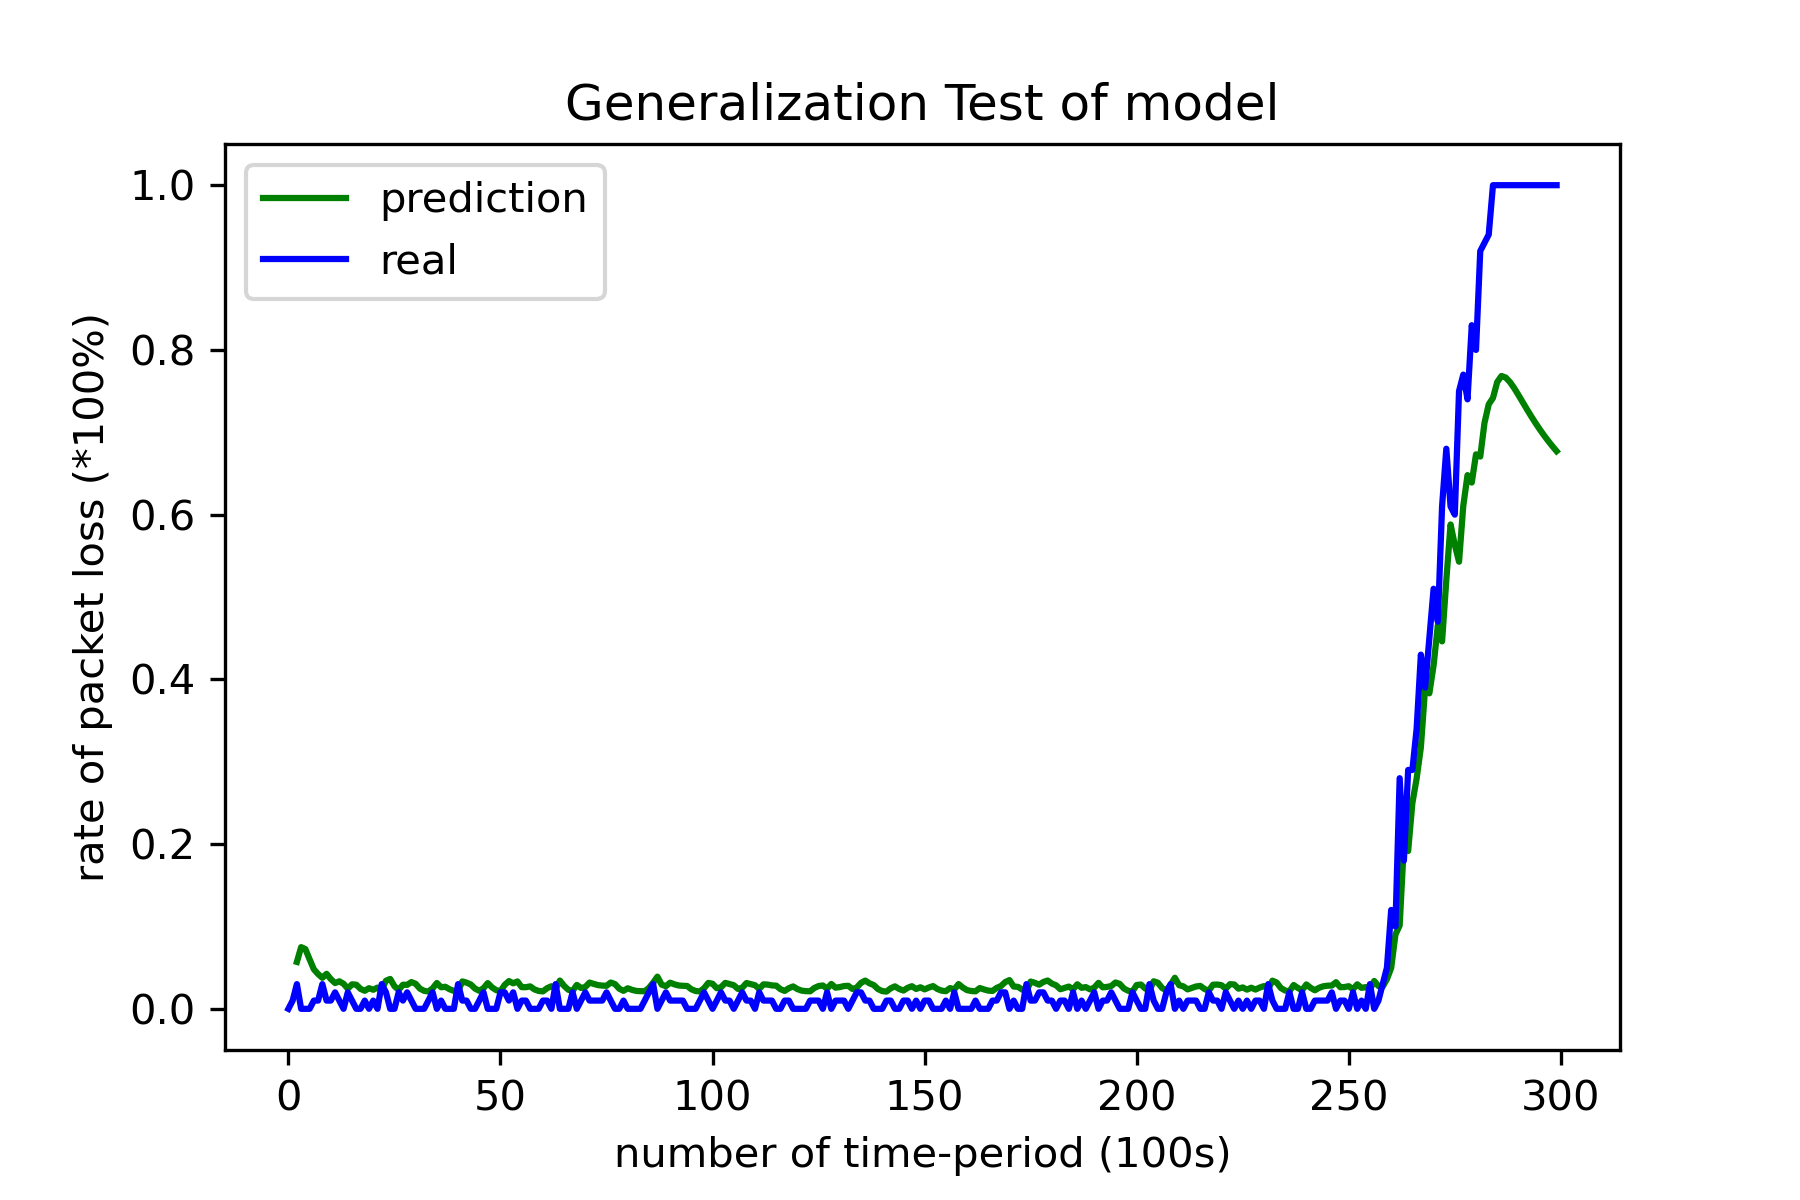 Generalization Test of model
prediction
real
1.0
0.8
0.6
0.4
0.2
0.0
rate of packet loss (*100%)
0 50 100 150 200 250 300
number of time-period (100s)